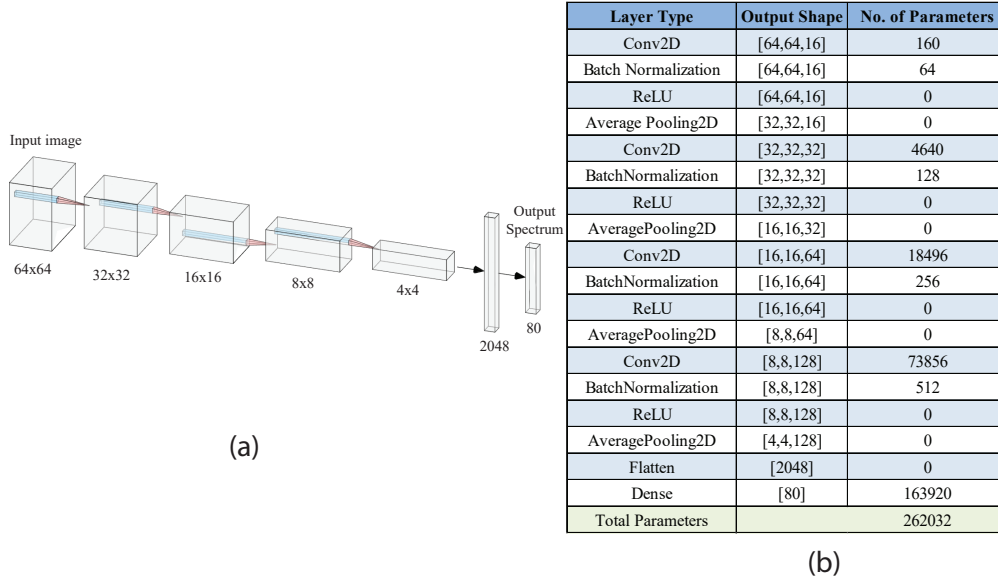 Input image
64x64
32x32
16x16
8x8
4x4
2048
Output
Spectrum
80
(a)
Layer Type Output Shape No. of Parameters
Conv2D [64,64,16] 160
Batch Normalization [64,64,16] 64
ReLU [64,64,16] 0
Average Pooling2D [32,32,16] 0
Conv2D [32,32,32] 4640
BatchNormalization [32,32,32] 128
ReLU [32,32,32] 0
AveragePooling2D [16,16,32] 0
Conv2D [16,16,64] 18496
BatchNormalization [16,16,64] 256
ReLU [16,16,64] 0
AveragePooling2D [8,8,64] 0
Conv2D [8,8,128] 73856
BatchNormalization [8,8,128] 512
ReLU [8,8,128] 0
AveragePooling2D [4,4,128] 0
Flatten [2048] 0
Dense [80] 163920
Total Parameters 262032
(b)